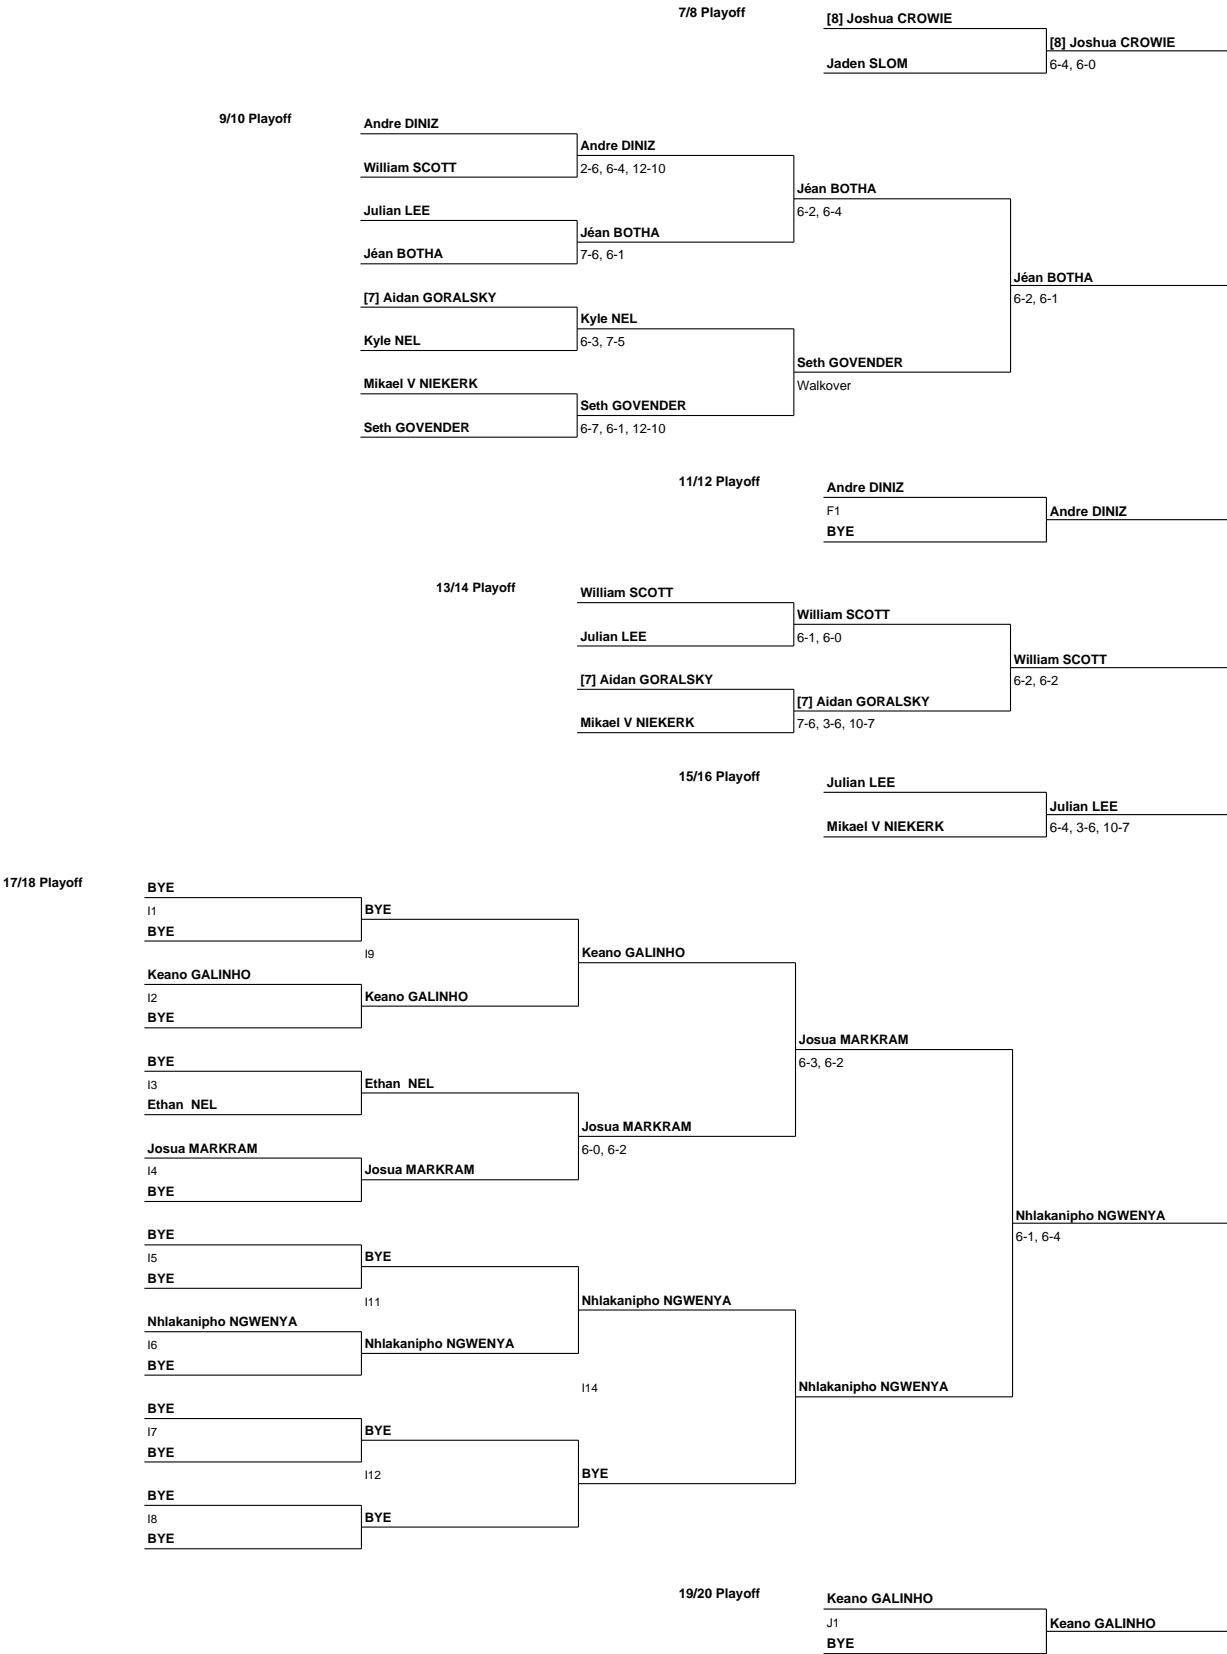 7/8 Playoff
[8] Joshua CROWIE
[8] Joshua CROWIE
Jaden SLOM
6-4, 6-0
9/10 Playoff
Andre DINIZ
Andre DINIZ
William SCOTT
2-6, 6-4, 12-10
Jéan BOTHA
Julian LEE
6-2, 6-4
Jéan BOTHA
Jéan BOTHA
7-6, 6-1
Jéan BOTHA
[7] Aidan GORALSKY
6-2, 6-1
Kyle NEL
Kyle NEL
6-3, 7-5
Seth GOVENDER
Mikael V NIEKERK
Walkover
Seth GOVENDER
Seth GOVENDER
6-7, 6-1, 12-10
11/12 Playoff
Andre DINIZ
F1
Andre DINIZ
BYE
13/14 Playoff
William SCOTT
William SCOTT
Julian LEE
6-1, 6-0
William SCOTT
[7] Aidan GORALSKY
6-2, 6-2
[7] Aidan GORALSKY
Mikael V NIEKERK
7-6, 3-6, 10-7
15/16 Playoff
Julian LEE
Julian LEE
Mikael V NIEKERK
6-4, 3-6, 10-7
17/18 Playoff
BYE
I1
BYE
BYE
I9
Keano GALINHO
Keano GALINHO
I2
Keano GALINHO
BYE
Josua MARKRAM
BYE
6-3, 6-2
I3
Ethan NEL
Ethan NEL
Josua MARKRAM
Josua MARKRAM
6-0, 6-2
I4
Josua MARKRAM
BYE
Nhlakanipho NGWENYA
BYE
6-1, 6-4
I5
BYE
BYE
I11
Nhlakanipho NGWENYA
Nhlakanipho NGWENYA
I6
Nhlakanipho NGWENYA
BYE
I14
Nhlakanipho NGWENYA
BYE
I7
BYE
BYE
I12
BYE
BYE
I8
BYE
BYE
19/20 Playoff
Keano GALINHO
J1
Keano GALINHO
BYE